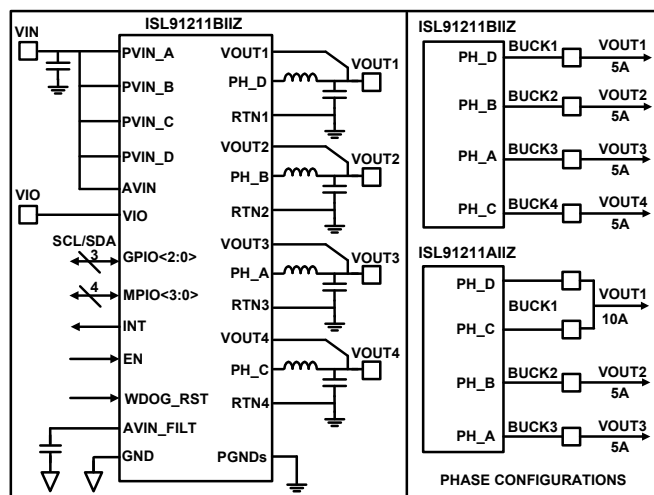 ISL91211BIIZ
VIN
PVIN_A
PVIN_B
PVIN_C
PVIN_D
AVIN
VIO
VIO
SCL/SDA
3
GPIO<2:0>
4
MPIO<3:0>
INT
EN
WDOG_RST
AVIN_FILT
GND
VOUT1
PH_D
VOUT1
RTN1
VOUT2
PH_B
VOUT2
RTN2
VOUT3
PH_A
VOUT3
RTN3
VOUT4
PH_C
VOUT4
RTN4
PGNDs
ISL91211BIIZ
PH_D BUCK1 VOUT1
5A
PH_B BUCK2 VOUT2
5A
PH_A BUCK3 VOUT3
5A
PH_C BUCK4 VOUT4
5A
ISL91211AIIZ
PH_D
BUCK1 VOUT1
10A
PH_C
PH_B BUCK2 VOUT2
5A
PH_A BUCK3 VOUT3
5A
PHASE CONFIGURATIONS